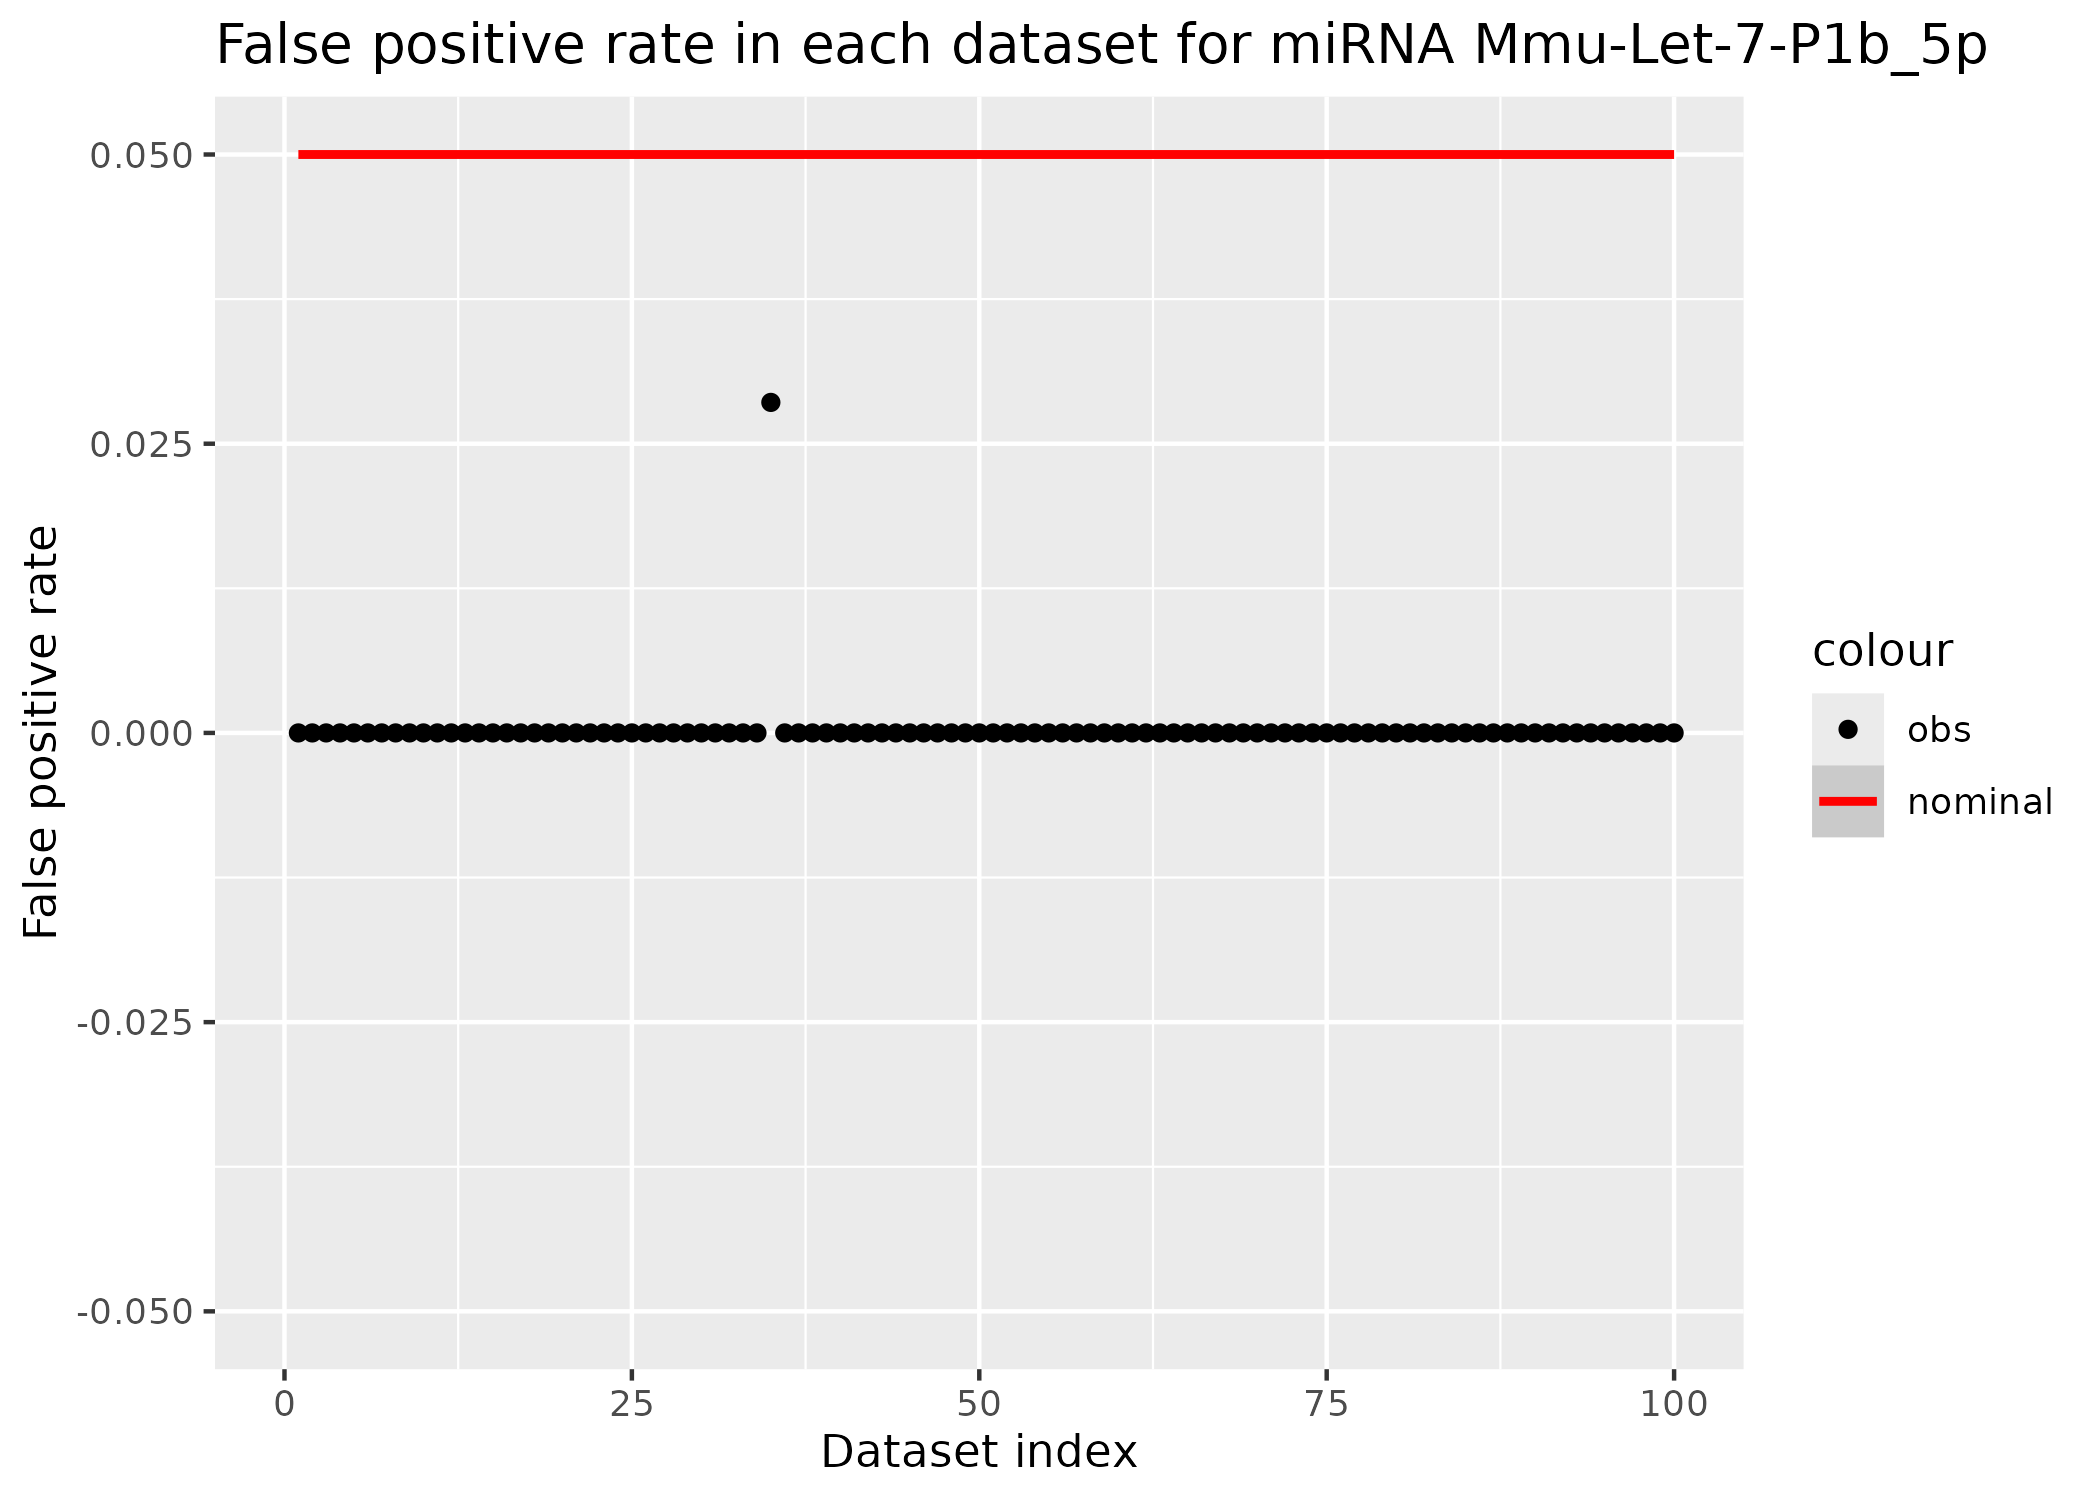 False positive rate in each dataset for miRNA Mmu-Let-7-P1b_5p
False positive rate
0.050
0.025
0.000
-0.025
-0.050
0
25
50
75
100
Dataset index
colour
obs
nominal